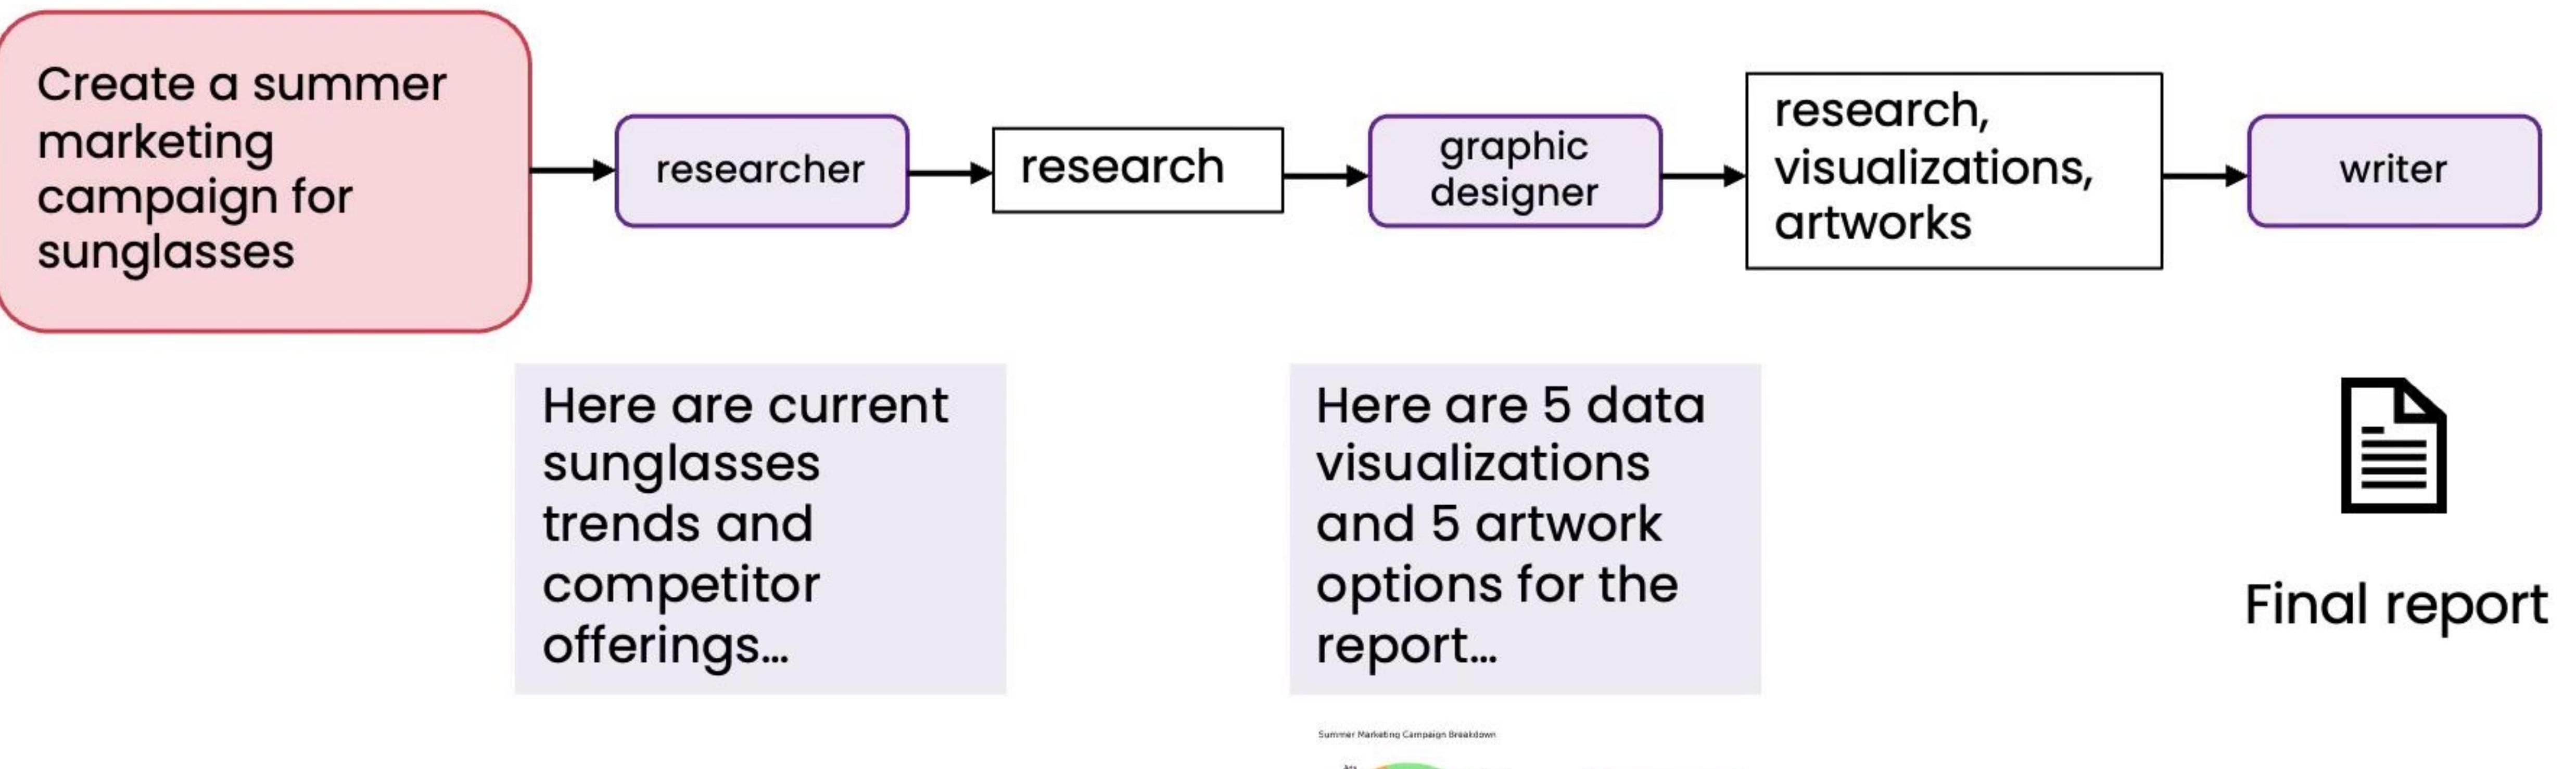 Create a summer
marketing
campaign for
sunglasses
researcher
research
graphic
designer
research,
visualizations,
artworks
writer
Here are current
sunglasses
trends and
competitor
offerings...
Here are 5 data
visualizations
and 5 artwork
options for the
report...
Final report
Summer Marketing Campaign Breakdown